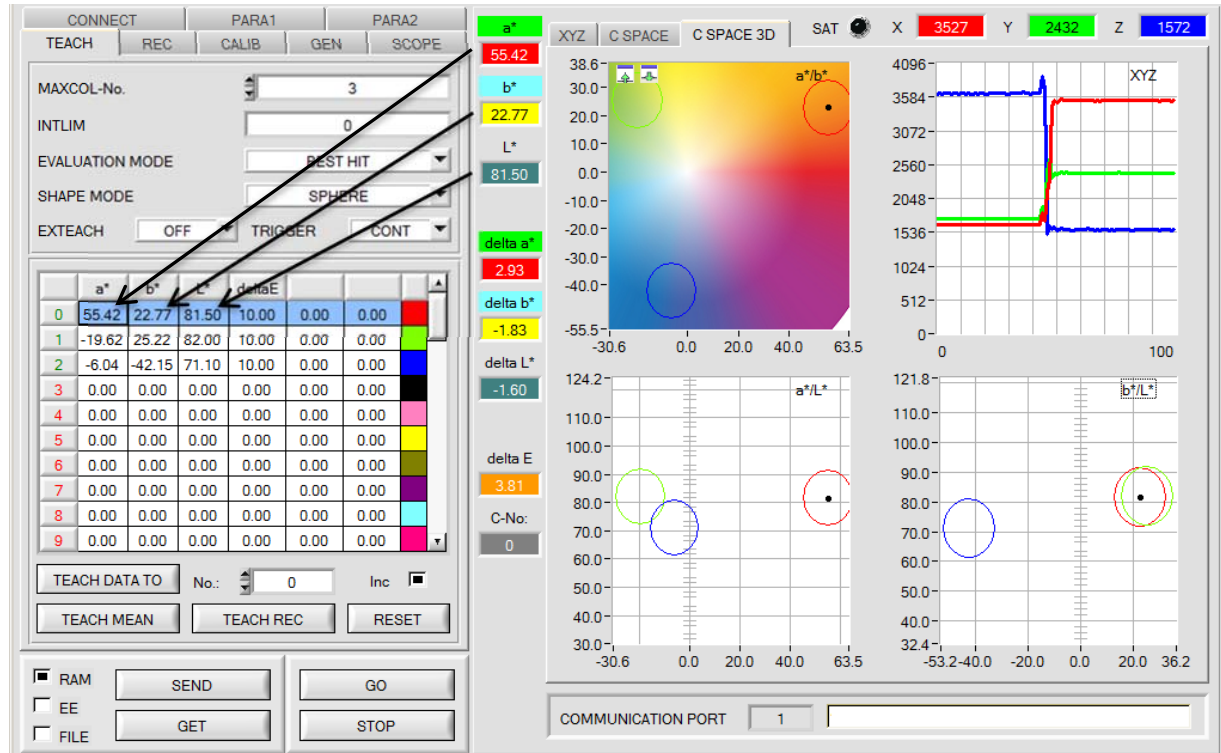 CONNECT PARA1 PARA2
TEACH REC CALIB GEN SCOPE
MAXCOL-No. 3
INTLIM 0
EVALUATION MODE BEST HIT
SHAPE MODE SPHERE
EXTEACH OFF TRIGGER CONT
a* b* L* deltaE
0 55.42 22.77 81.50 10.00 0.00 0.00
1 -19.62 25.22 82.00 10.00 0.00 0.00
2 -6.04 -42.15 71.10 10.00 0.00 0.00
3 0.00 0.00 0.00 0.00 0.00 0.00
4 0.00 0.00 0.00 0.00 0.00 0.00
5 0.00 0.00 0.00 0.00 0.00 0.00
6 0.00 0.00 0.00 0.00 0.00 0.00
7 0.00 0.00 0.00 0.00 0.00 0.00
8 0.00 0.00 0.00 0.00 0.00 0.00
9 0.00 0.00 0.00 0.00 0.00 0.00
TEACH DATA TO No.: 0 Inc
TEACH MEAN TEACH REC RESET
RAM SEND GO
EE
GET STOP
FILE
a*
55.42
b*
22.77
L*
81.50
delta a*
2.93
delta b*
-1.83
delta L*
-1.60
delta E
3.81
C-No:
0
XYZ C SPACE C SPACE 3D SAT X 3527 Y 2432 Z 1572
a*/b*
38.6
30.0
20.0
10.0
0.0
-10.0
-20.0
-30.0
-40.0
-55.5
-30.6 0.0 20.0 40.0 63.5
XYZ
4096
3584
3072
2560
2048
1536
1024
512
0
0 100
a*/L*
124.2
110.0
100.0
90.0
80.0
70.0
60.0
50.0
40.0
30.0
-30.6 0.0 20.0 40.0 63.5
b*/L*
121.8
110.0
100.0
90.0
80.0
70.0
60.0
50.0
40.0
32.4
-53.2 -40.0 -20.0 0.0 20.0 36.2
COMMUNICATION PORT 1